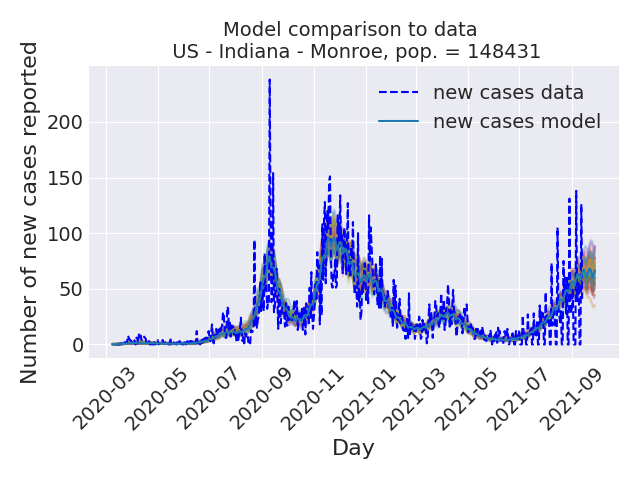 Model comparison to data
US - Indiana - Monroe, pop. = 148431
Number of new cases reported
200
150
100
50
0
new cases data
new cases model
2020-03
2020-05
2020-07
2020-09
2020-11
2021-01
2021-03
2021-05
2021-07
2021-09
Day